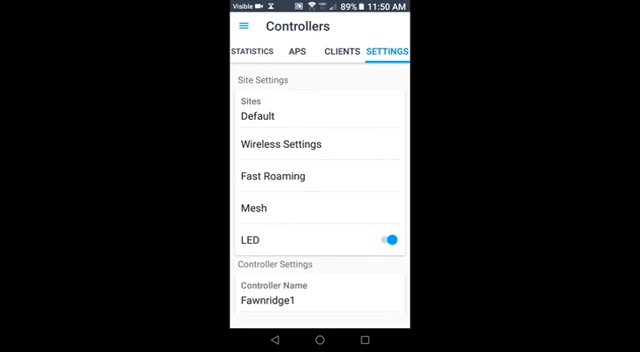 Visible 89% 11:50 AM
Controllers
STATISTICS APS CLIENTS SETTINGS
Site Settings
Sites
Default
Wireless Settings
Fast Roaming
Mesh
LED
Controller Settings
Controller Name
Fawnridge1